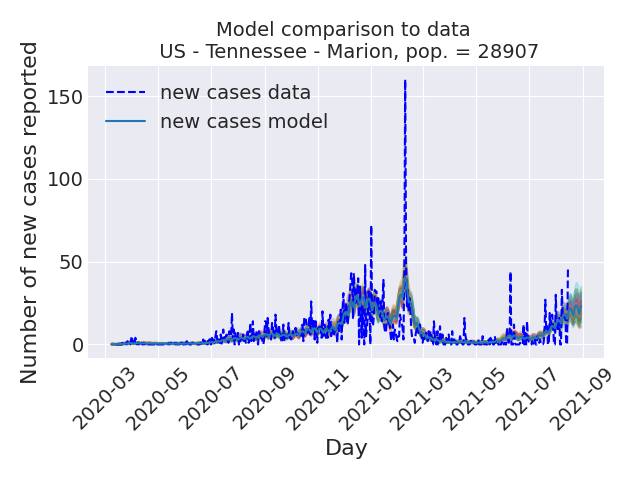 Model comparison to data
US - Tennessee - Marion, pop. = 28907
Number of new cases reported
150
100
50
0
new cases data
new cases model
2020-03
2020-05
2020-07
2020-09
2020-11
2021-01
2021-03
2021-05
2021-07
2021-09
Day